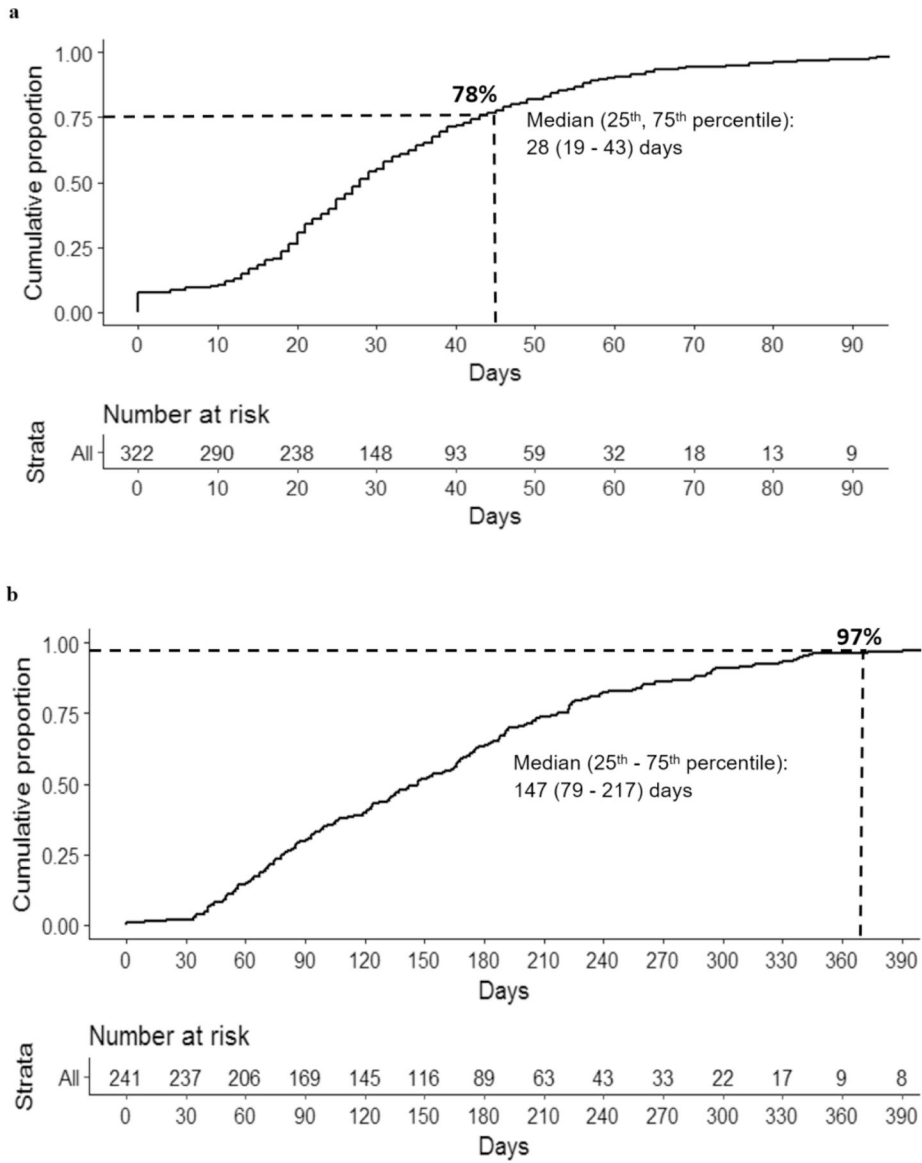 a
1.00
0.75
0.50
0.25
0.00
Cumulative proportion
78%
Median (25th, 75th percentile):
28 (19 - 43) days
0 10 20 30 40 50 60 70 80 90
Days
Number at risk
Strata
All 322 290 238 148 93 59 32 18 13 9
0 10 20 30 40 50 60 70 80 90
Days
b
1.00
0.75
0.50
0.25
0.00
Cumulative proportion
97%
Median (25th - 75th percentile):
147 (79 - 217) days
0 30 60 90 120 150 180 210 240 270 300 330 360 390
Days
Number at risk
Strata
All 241 237 206 169 145 116 89 63 43 33 22 17 9 8
0 30 60 90 120 150 180 210 240 270 300 330 360 390
Days